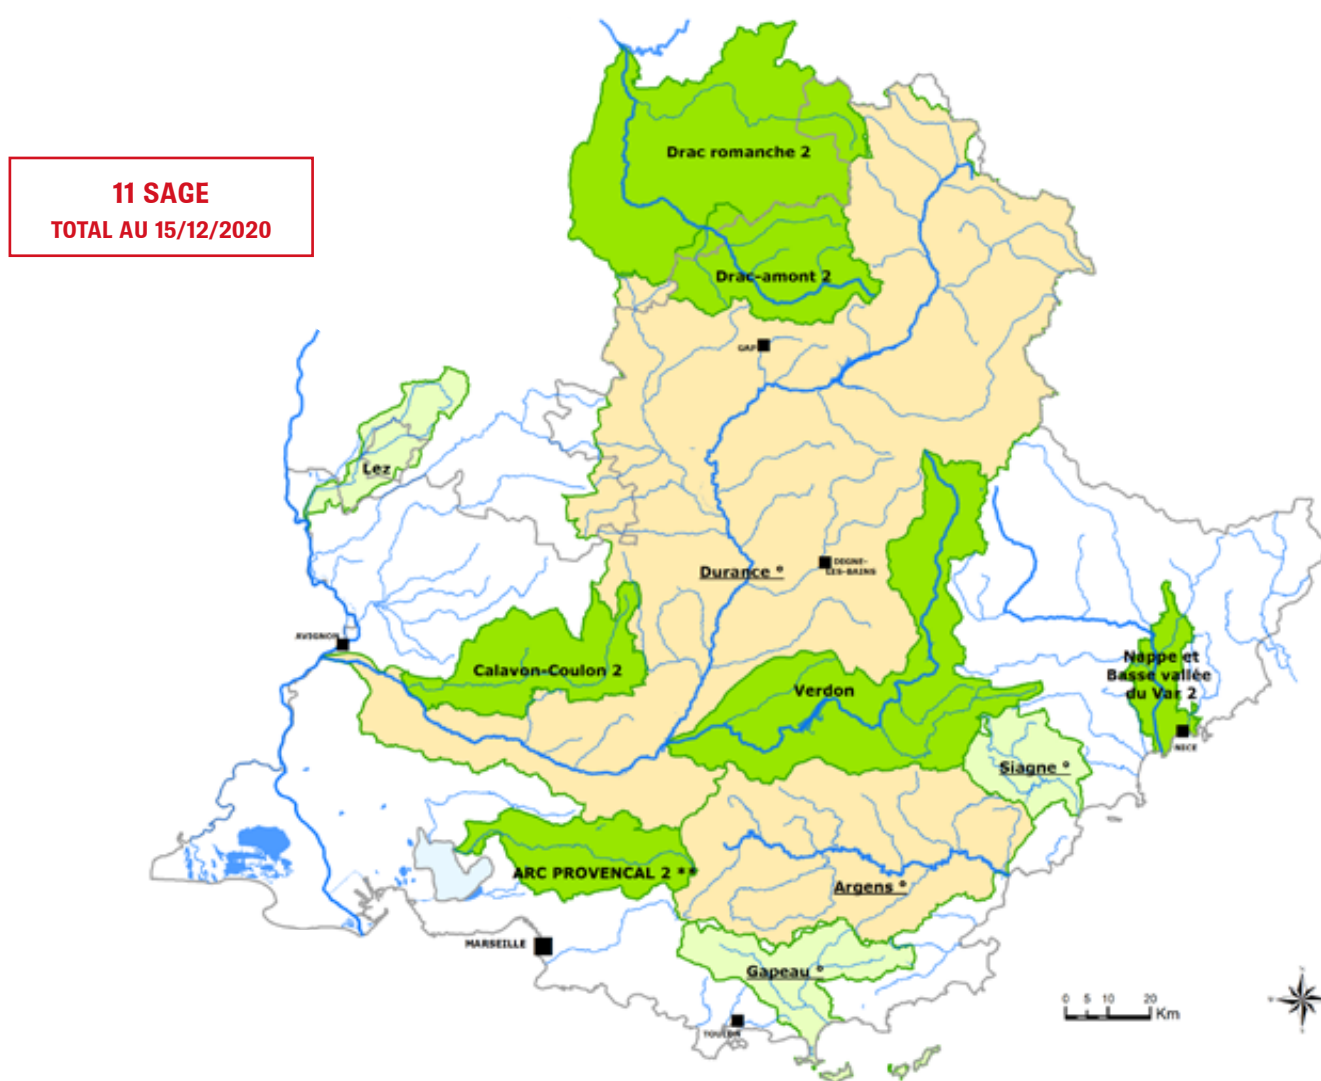 11 SAGE
TOTAL AU 15/12/2020
Drac romanche 2
Drac-amont 2
GAP
Lez
Durance °
DIGNE-
LES-BAINS
AVIGNON
Calavon-Coulon 2
Verdon
Nappe et
Basse vallée
du Var 2
NICE
Siagne °
ARC PROVENCAL 2 **
Argens °
MARSEILLE
Gapeau °
TOULON
0 5 10 20
Km